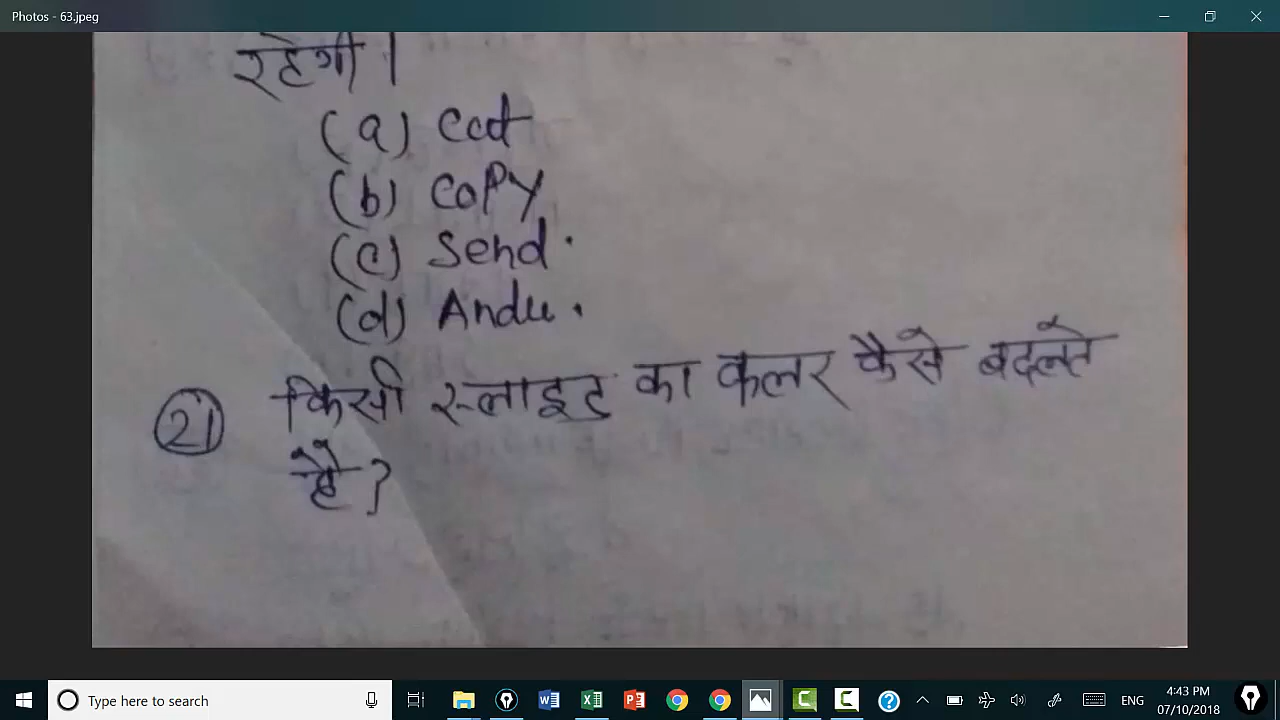 Photos - 63.jpeg
रहेगी।
(a) Cut
(b) COPY
(c) Send.
(d) Andu.
(21) किसी स्लाइट का कलर कैसे बदलते
है?
Type here to search
ENG
4:43 PM
07/10/2018